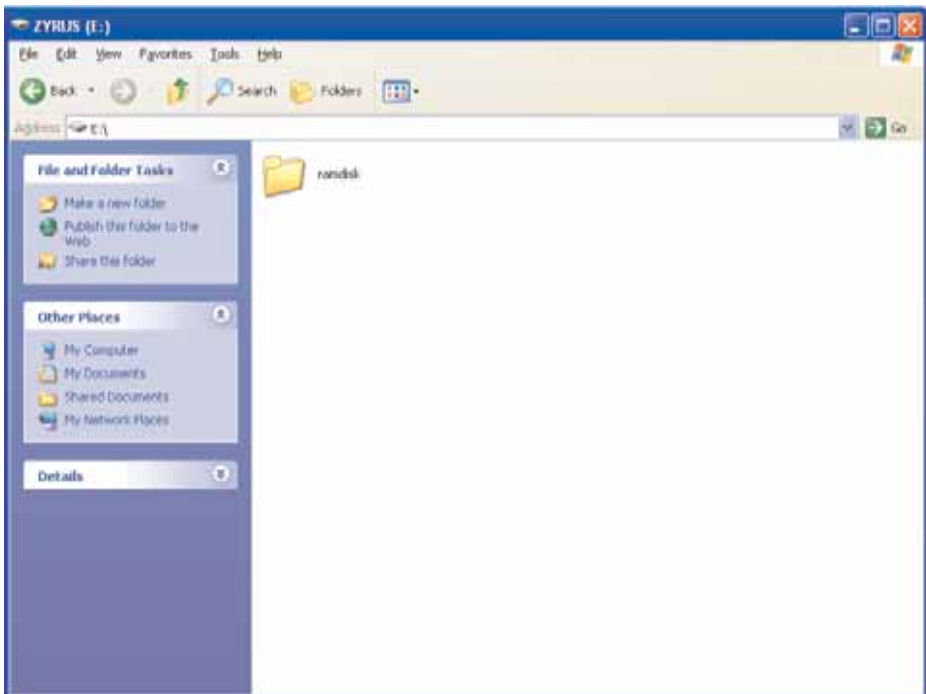 ZYRUS (E:)
File Edit View Favorites Tools Help
Back Search Folders
Address E:\ Go
File and Folder Tasks
Make a new folder
Publish this folder to the
Web
Share this folder
Other Places
My Computer
My Documents
Shared Documents
My Network Places
Details
ramdisk